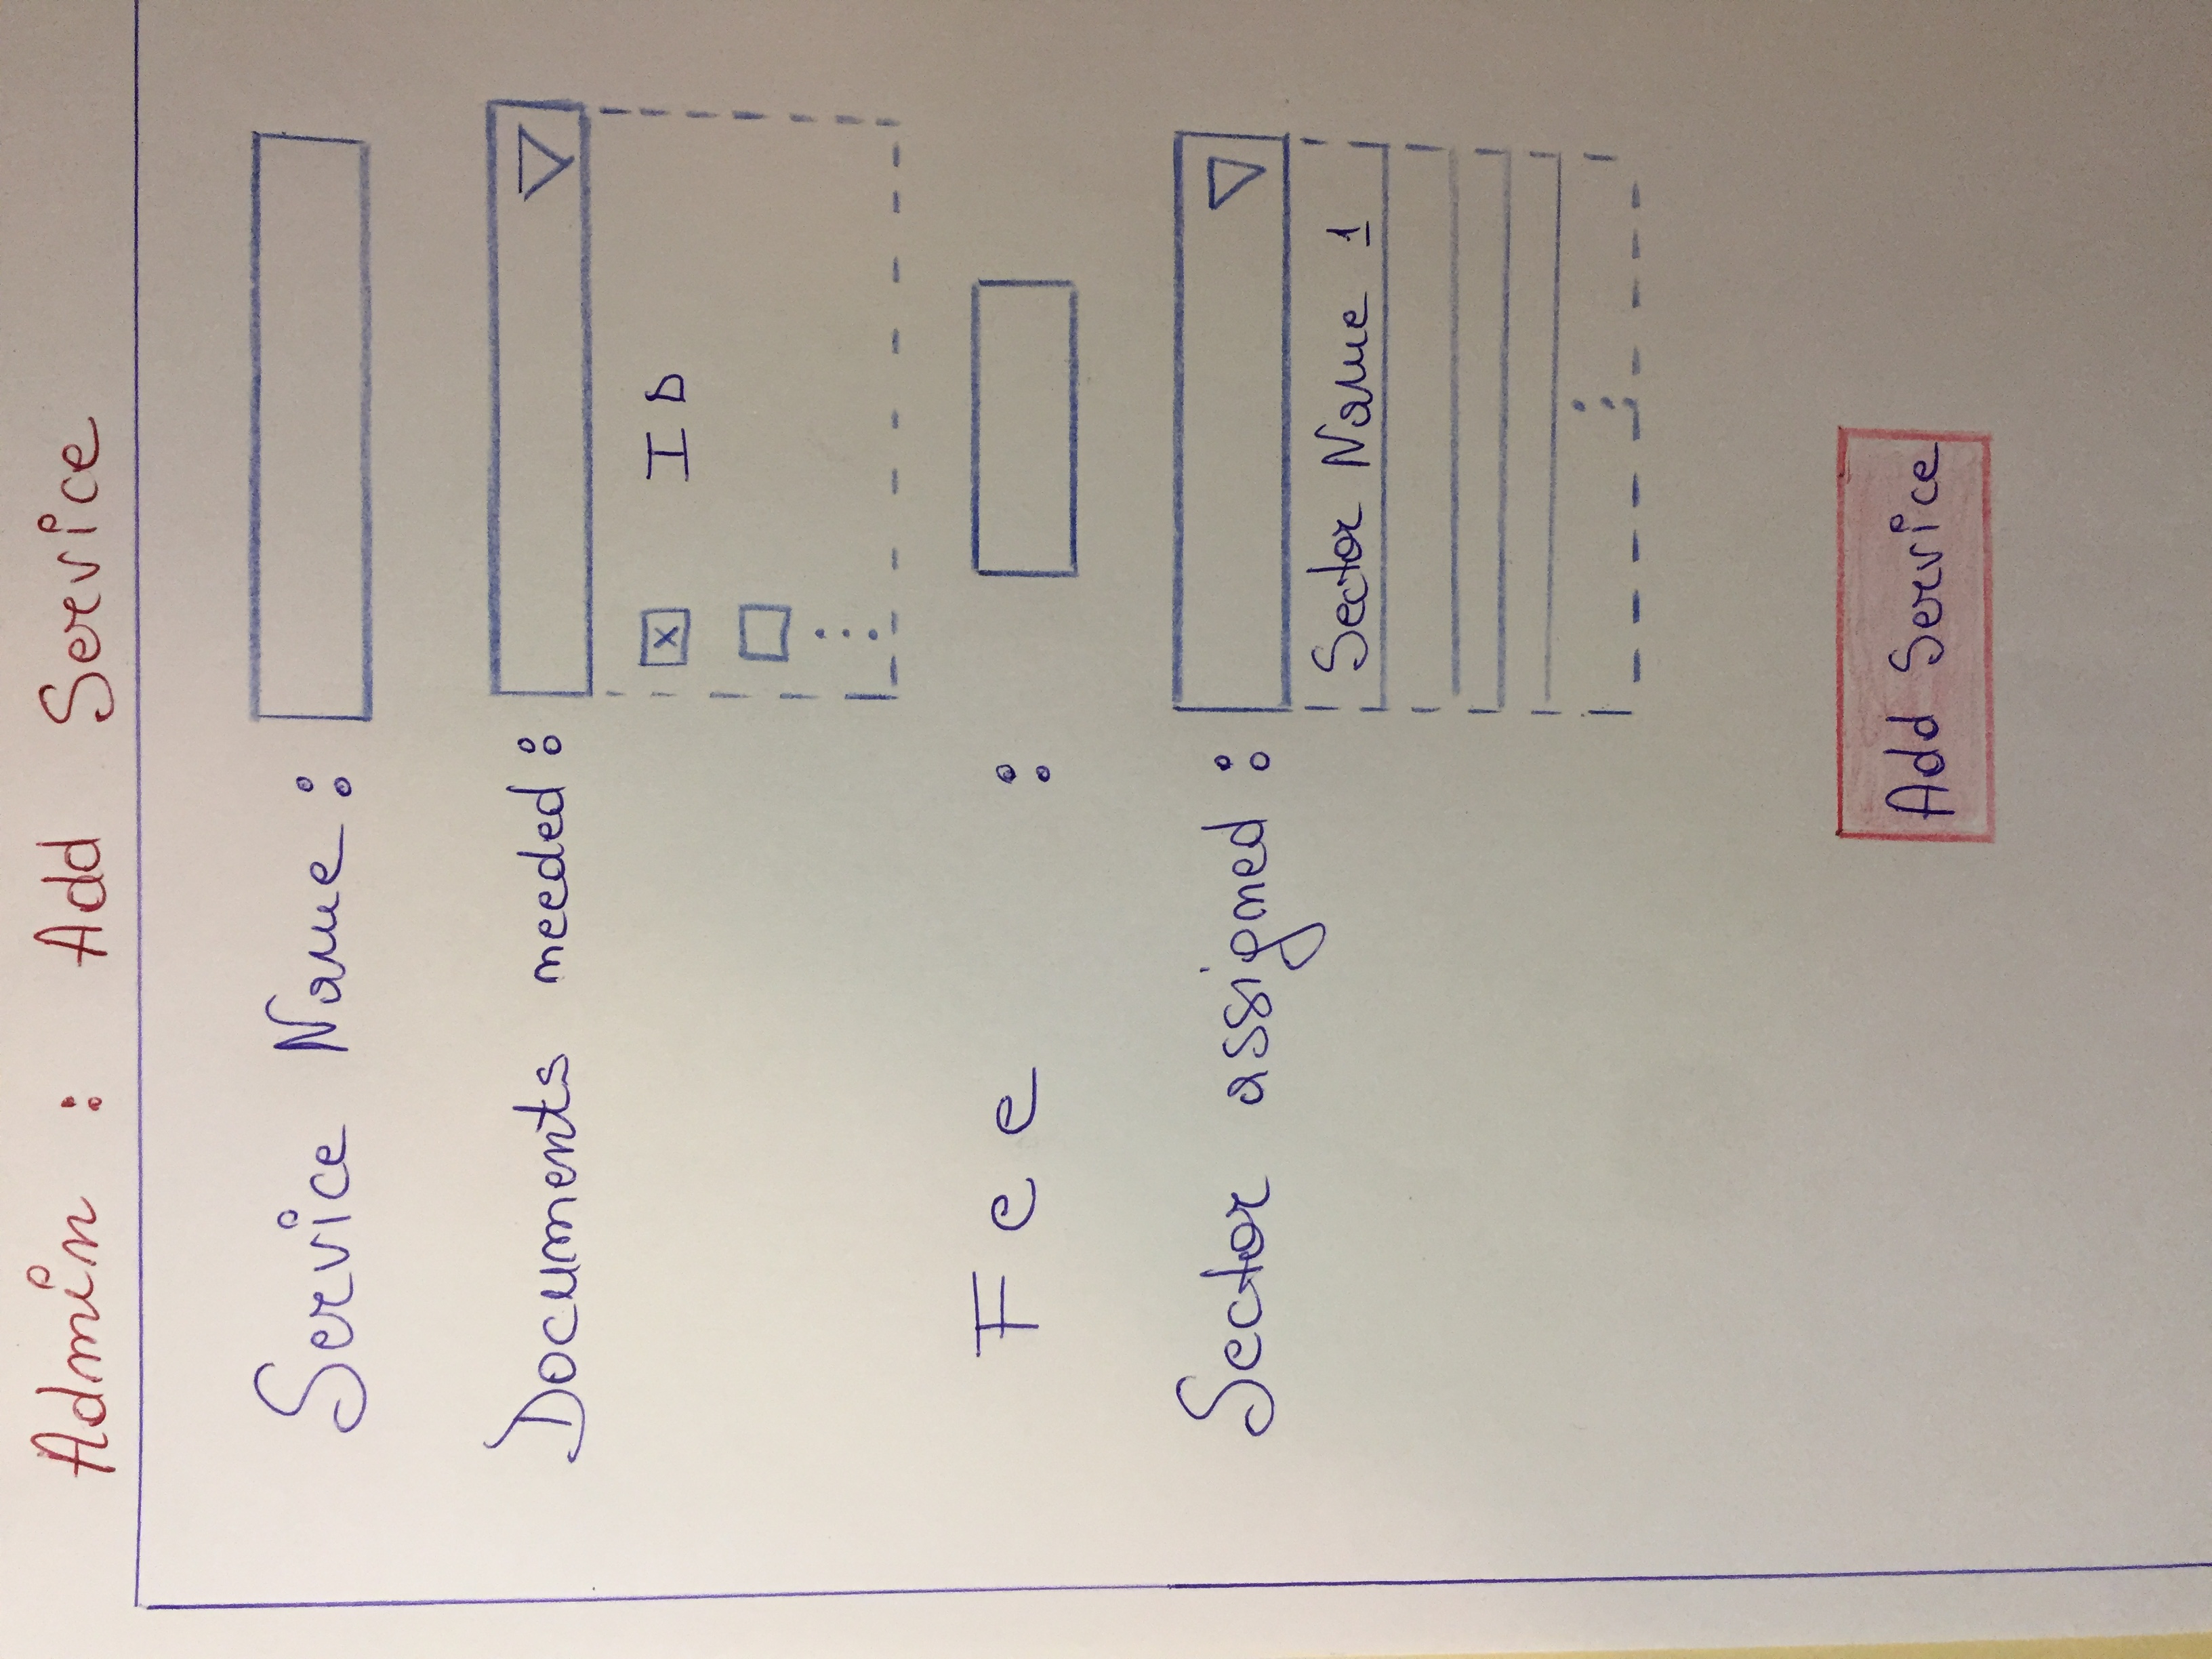 Admin : Add Service
Service Name :
Documents needed :
x ID
Fee :
Sector assigned :
Sector Name 1
Add Service